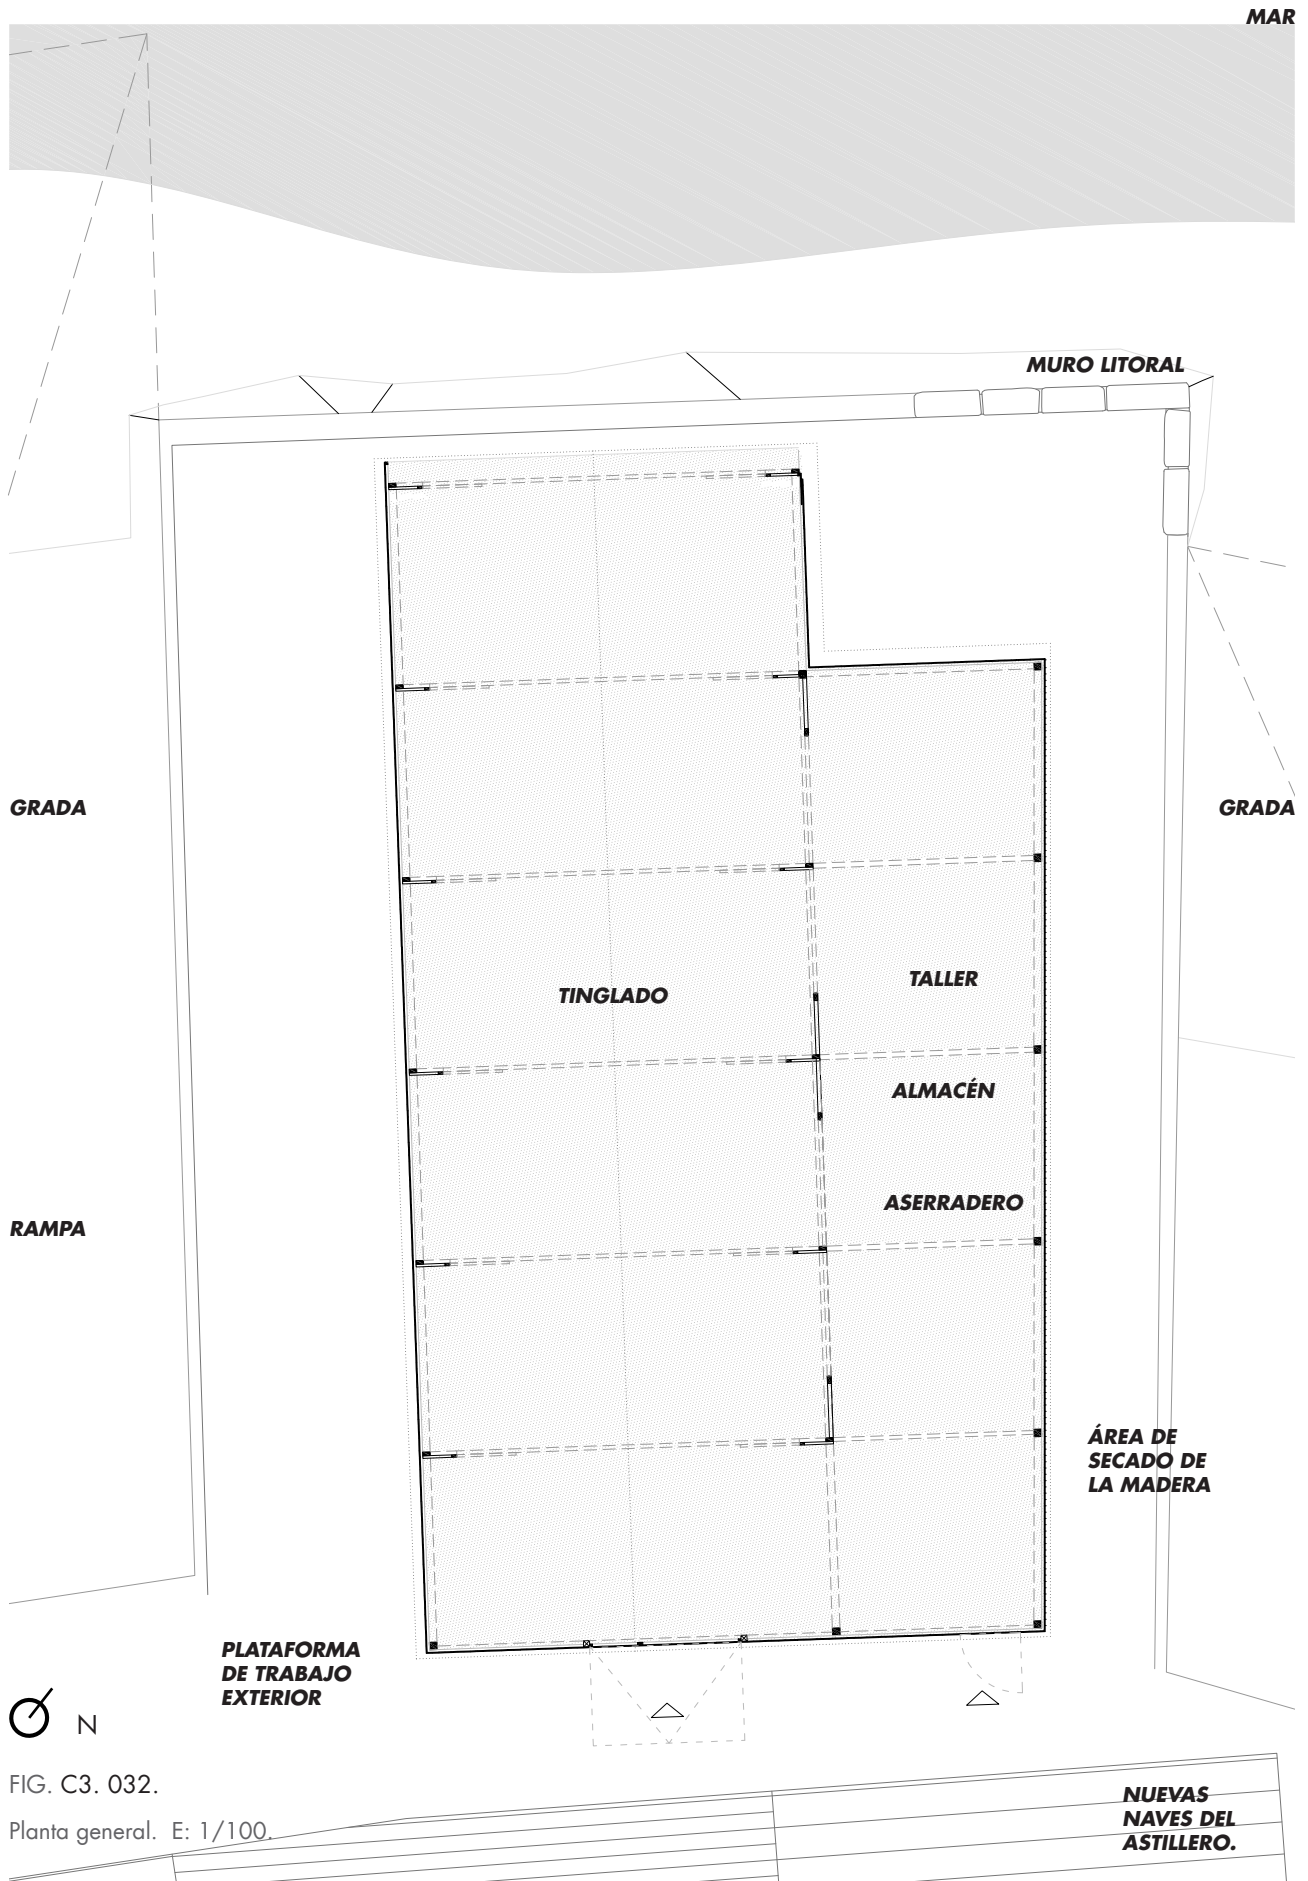 MAR
MURO LITORAL
GRADA
GRADA
TALLER
TINGLADO
ALMACÉN
ASERRADERO
RAMPA
ÁREA DE
SECADO DE
LA MADERA
PLATAFORMA
DE TRABAJO
EXTERIOR
N
FIG. C3. 032.
Planta general. E: 1/100.
NUEVAS
NAVES DEL
ASTILLERO.